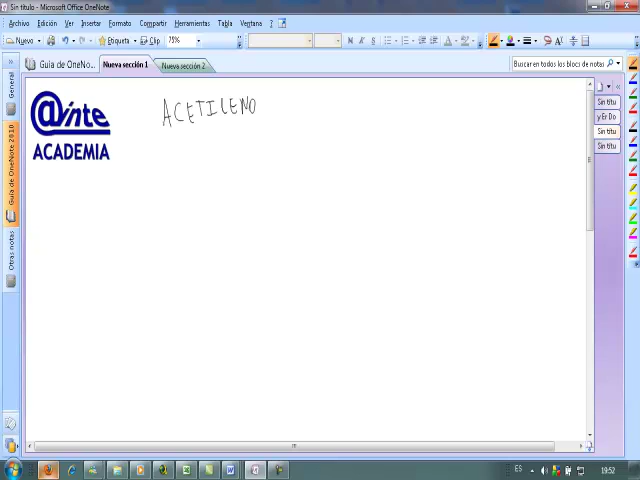 Sin título - Microsoft Office OneNote
Archivo Edición Ver Insertar Formato Compartir Herramientas Tabla Ventana ?
Nuevo Etiqueta Clip 75% N K S
Guía de OneNo... Nueva sección 1 Nueva sección 2 Buscar en todos los blocs de notas
General
Guía de OneNote 2010
Otras notas
@inte
ACADEMIA
ACETILENO
Sin títu
y Er Do
Sin títu
Sin títu
ES 19:52